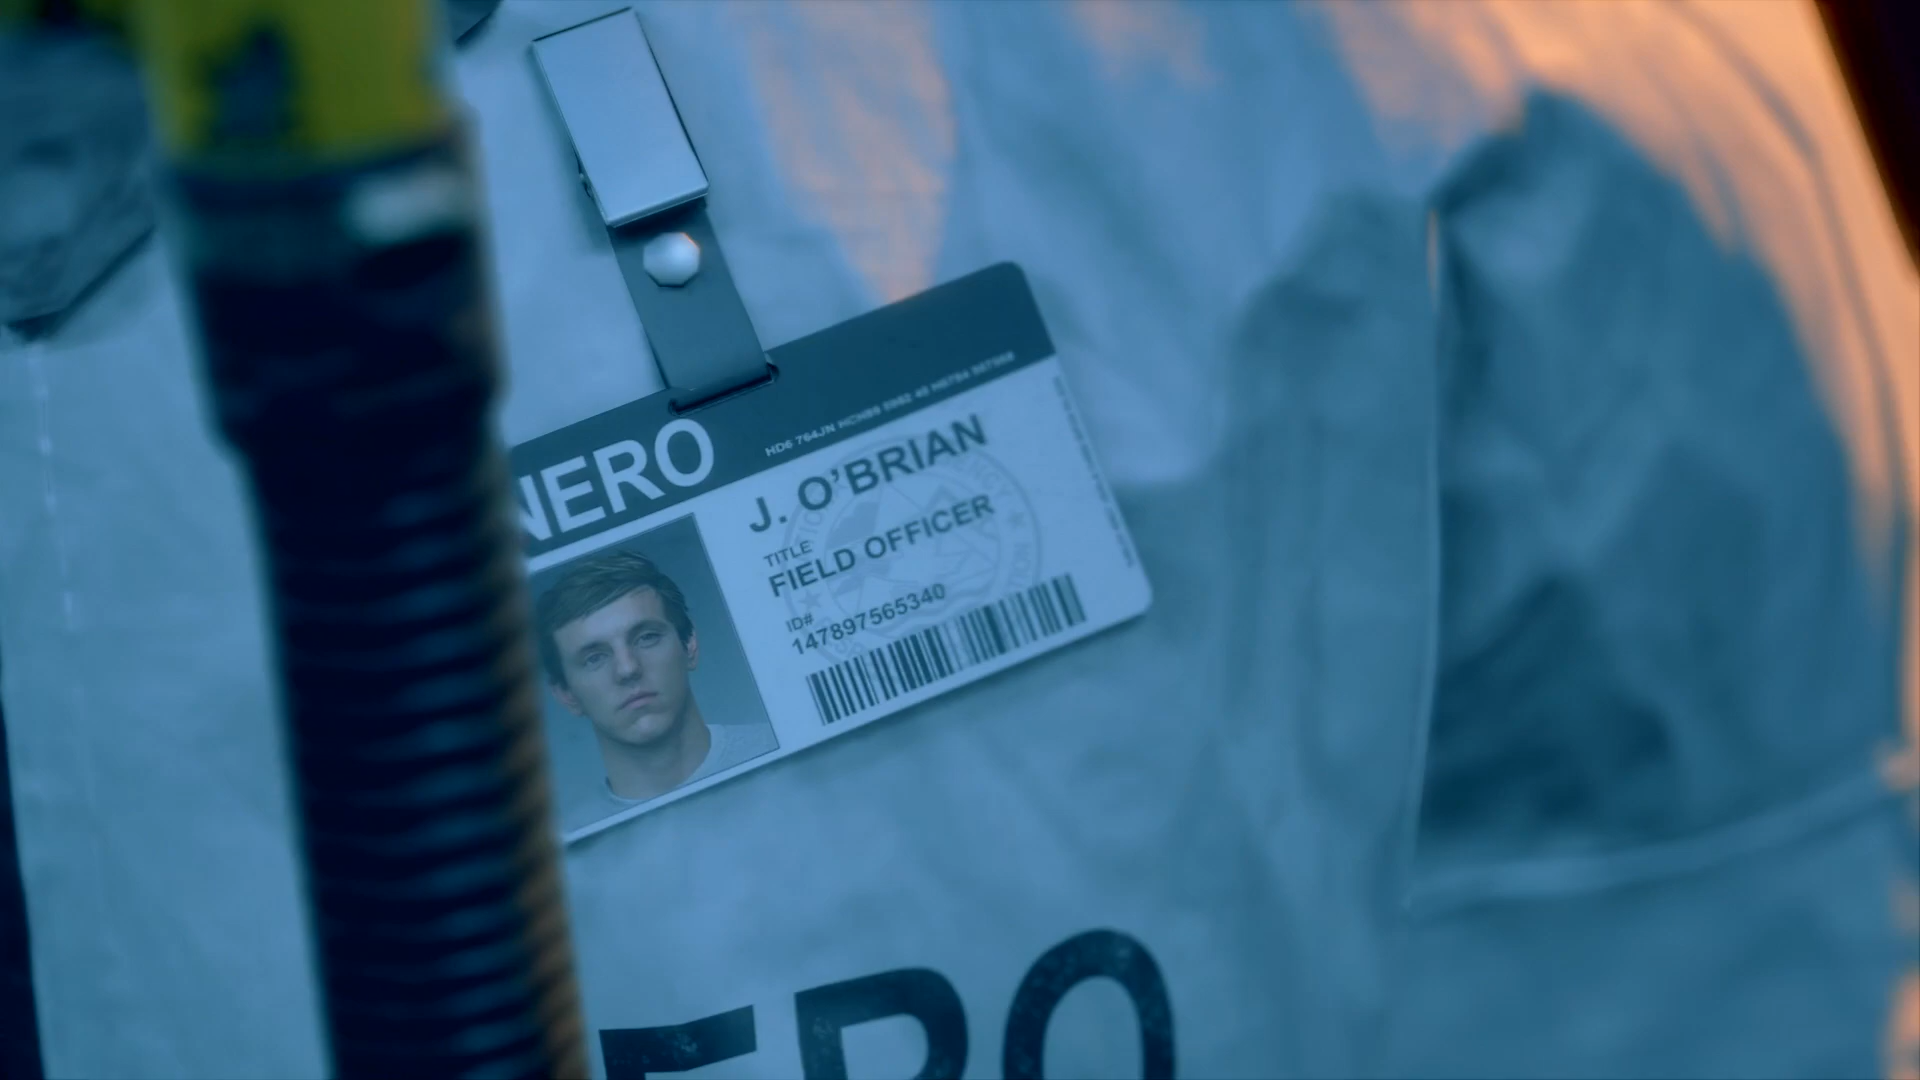 NERO
J. O'BRIAN
TITLE
FIELD OFFICER
ID#
147897565340
ERO